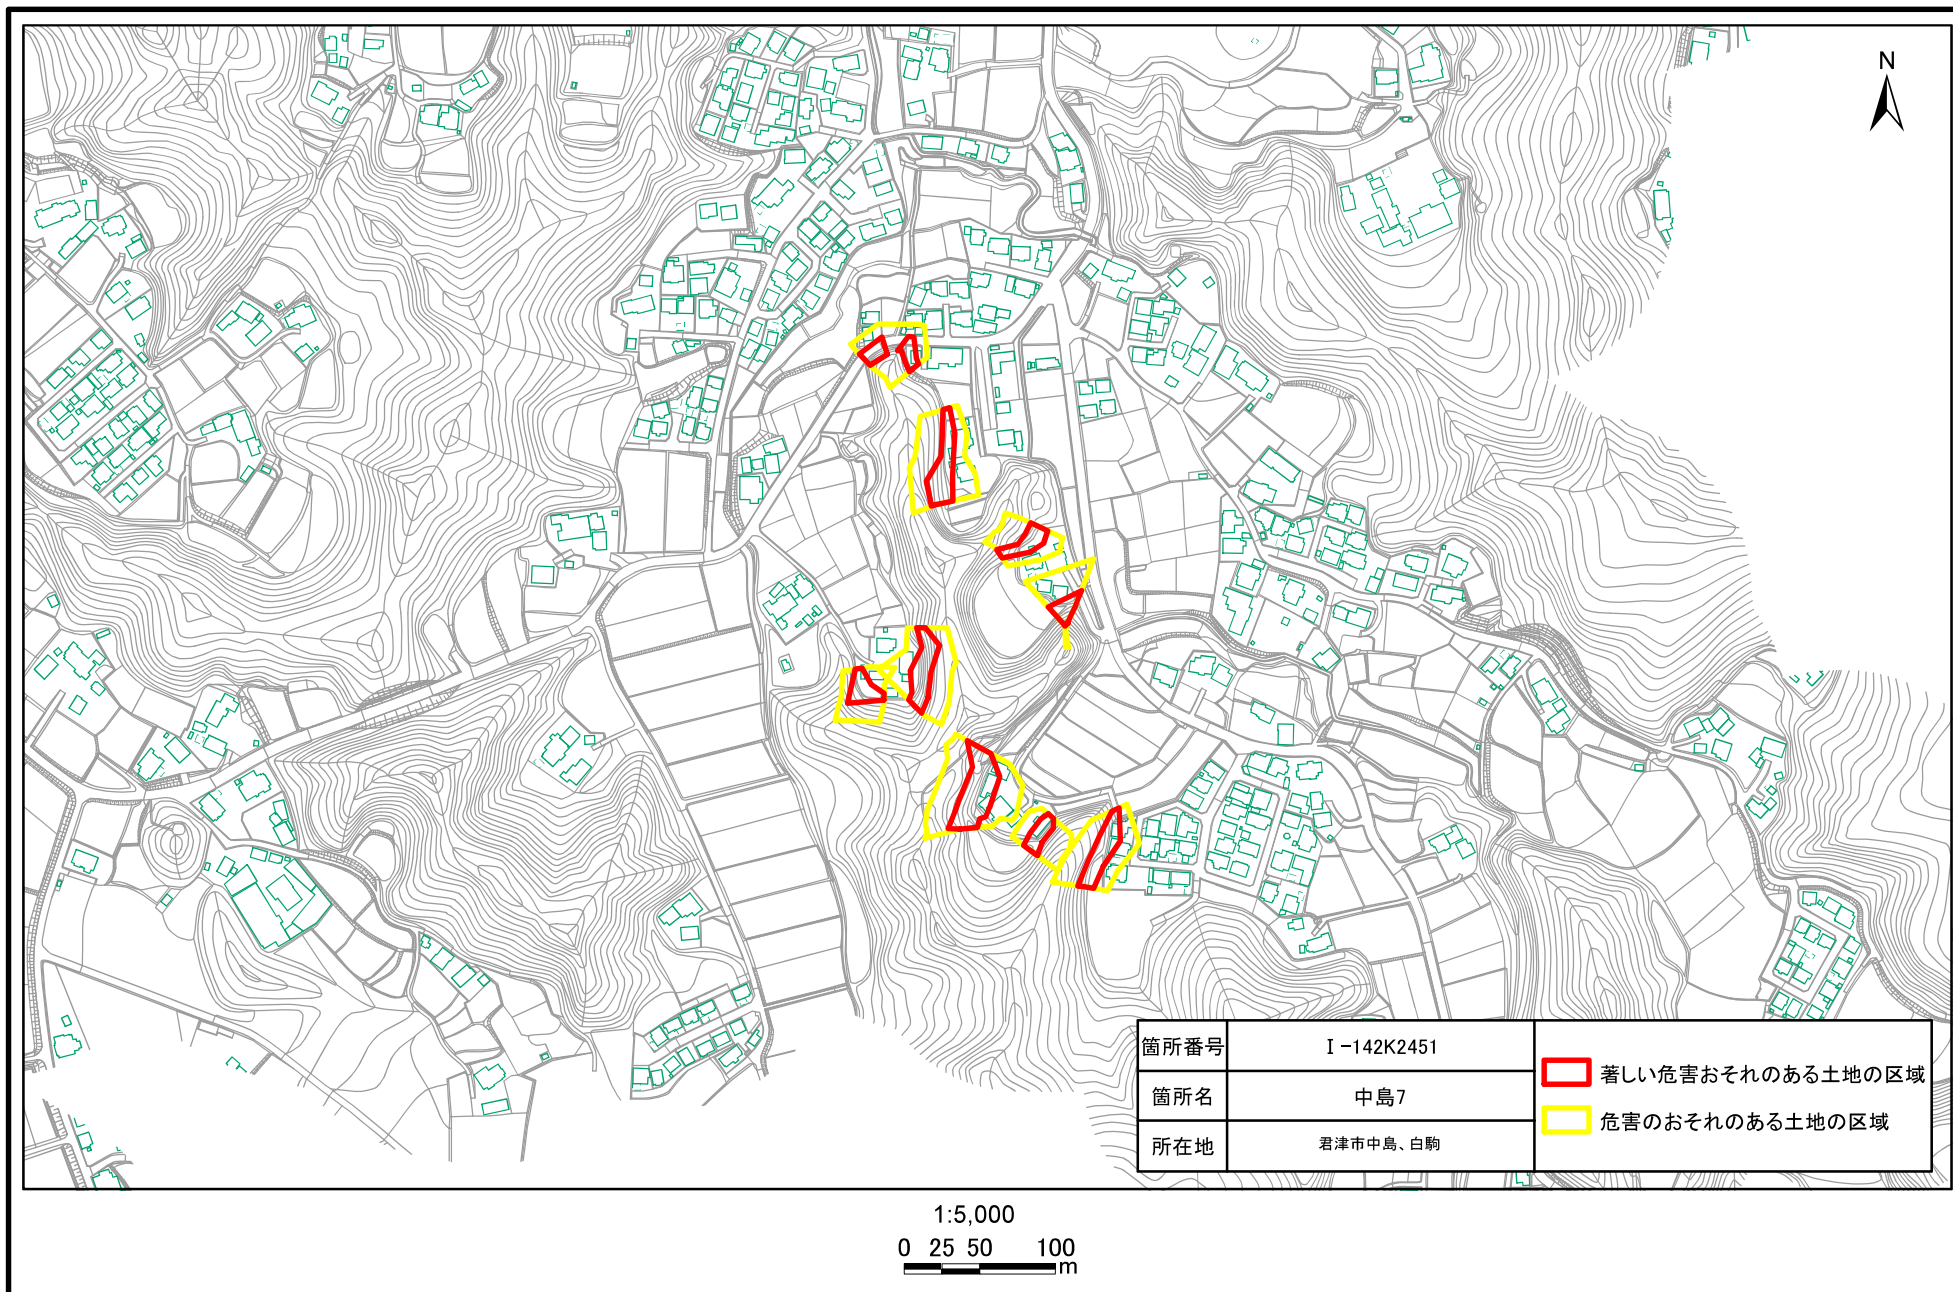 N
箇所番号 Ⅰ-142K2451
箇所名 中島7
所在地 君津市中島、白駒
著しい危害おそれのある土地の区域
危害のおそれのある土地の区域
1:5,000
0 25 50 100
m